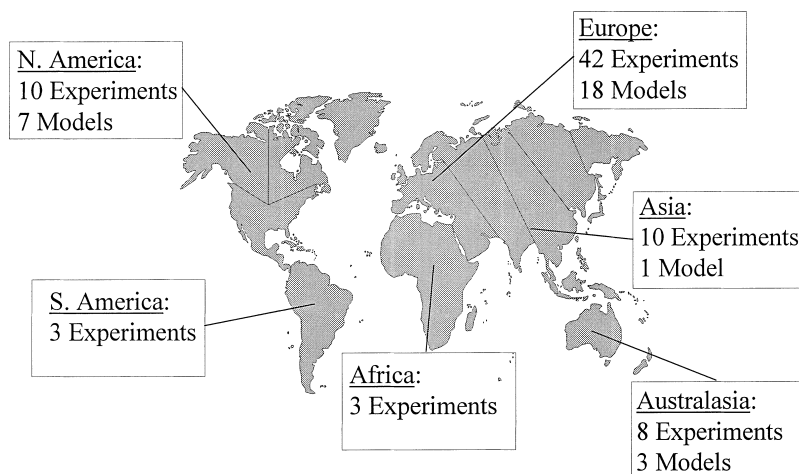 N. America:
10 Experiments
7 Models
Europe:
42 Experiments
18 Models
Asia:
10 Experiments
1 Model
S. America:
3 Experiments
Africa:
3 Experiments
Australasia:
8 Experiments
3 Models